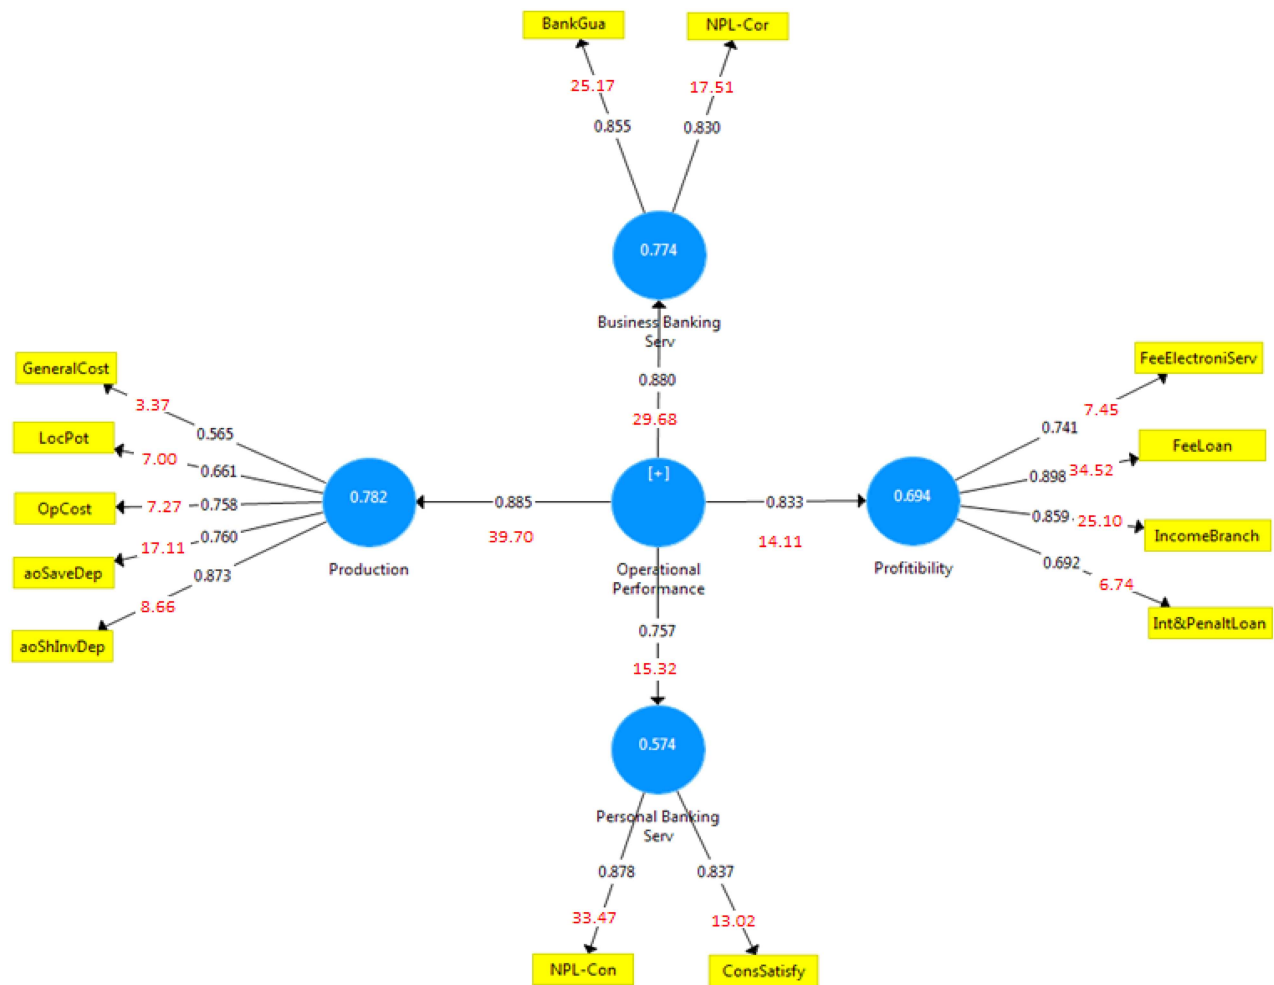 BankGua
NPL-Cor
25.17
17.51
0.855
0.830
0.774
Business Banking
Serv
0.880
29.68
GeneralCost
3.37
0.565
LocPot
7.00
0.661
OpCost
7.27
0.758
aoSaveDep
17.11
0.760
aoShInvDep
8.66
0.873
0.782
Production
0.885
39.70
[+]
Operational
Performance
0.833
14.11
0.694
Profitibility
FeeElectroniServ
7.45
0.741
FeeLoan
0.898
34.52
0.859
25.10
IncomeBranch
0.692
6.74
Int&PenaltLoan
0.757
15.32
0.574
Personal Banking
Serv
0.878
0.837
33.47
13.02
NPL-Con
ConsSatisfy